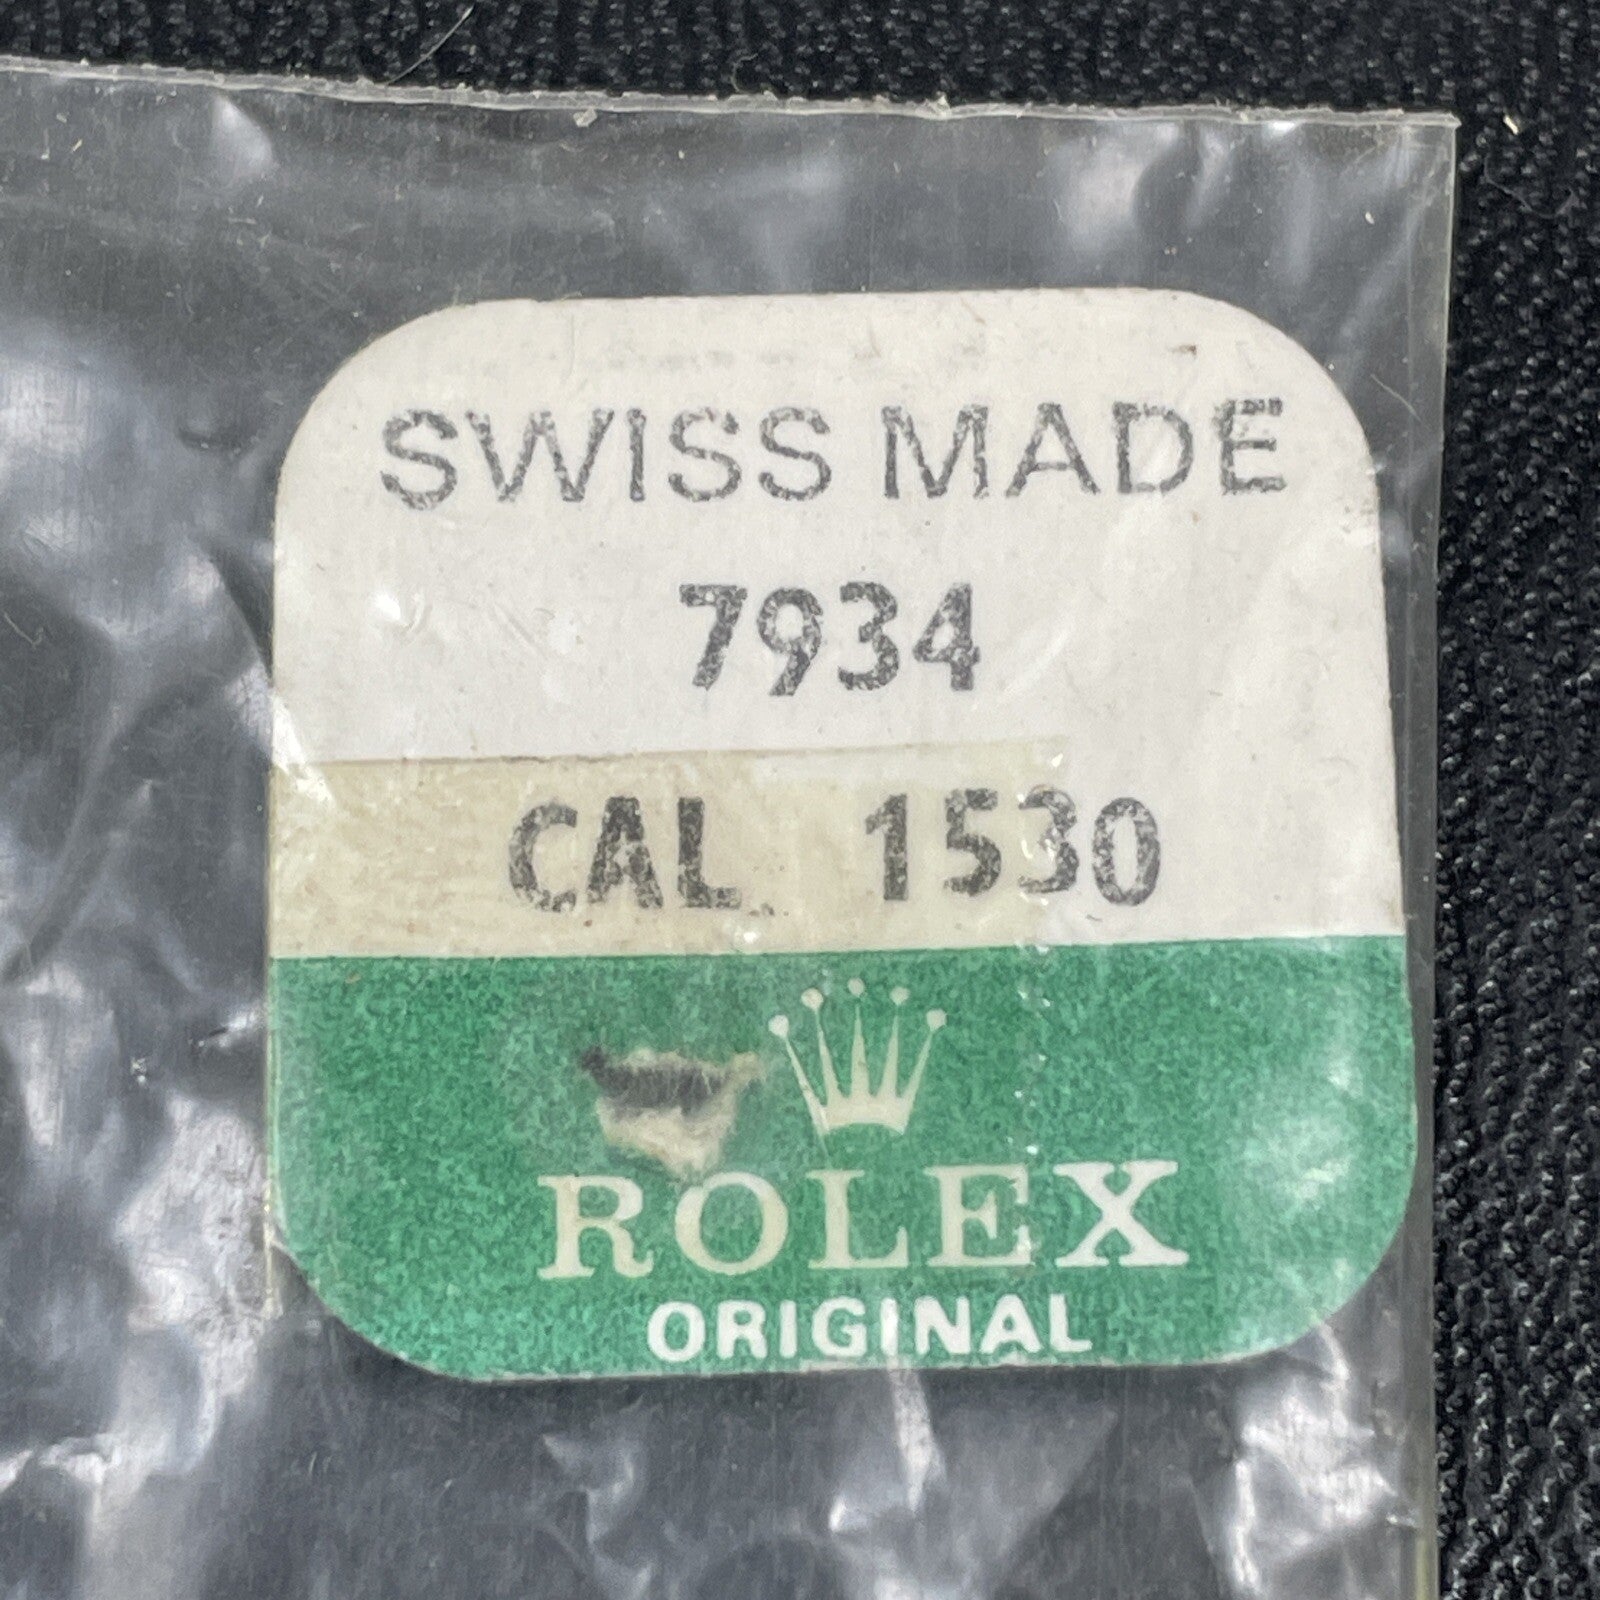 SWISS MADE
7934
CAL 1530
ROLEX
ORIGINAL